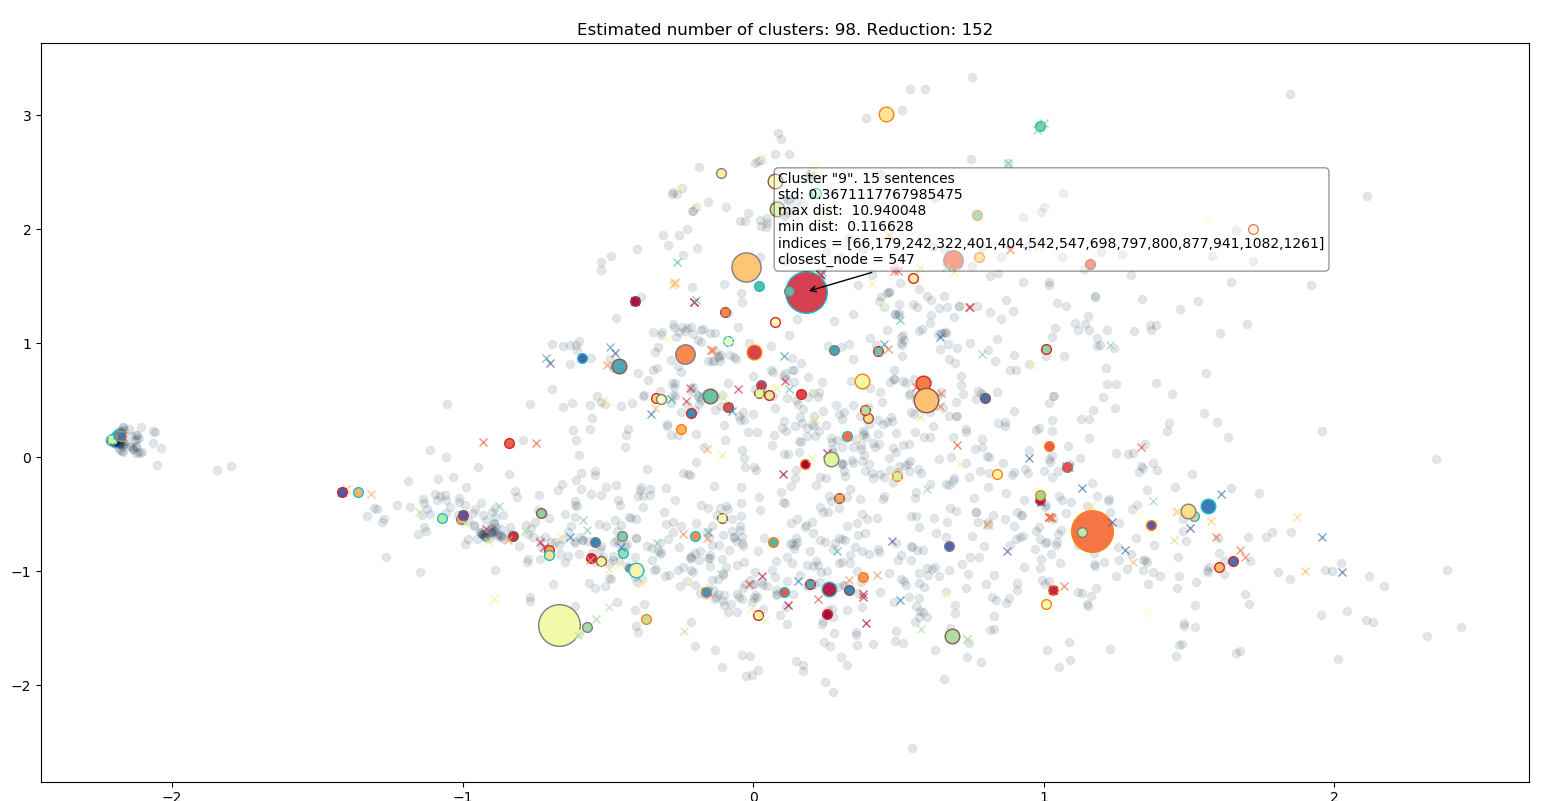 Estimated number of clusters: 98. Reduction: 152
Cluster "9". 15 sentences
std: 0.3671117767985475
max dist:  10.940048
min dist:  0.116628
indices = [66,179,242,322,401,404,542,547,698,797,800,877,941,1082,1261]
closest_node = 547
3
2
1
0
−1
−2
−2
−1
0
1
2